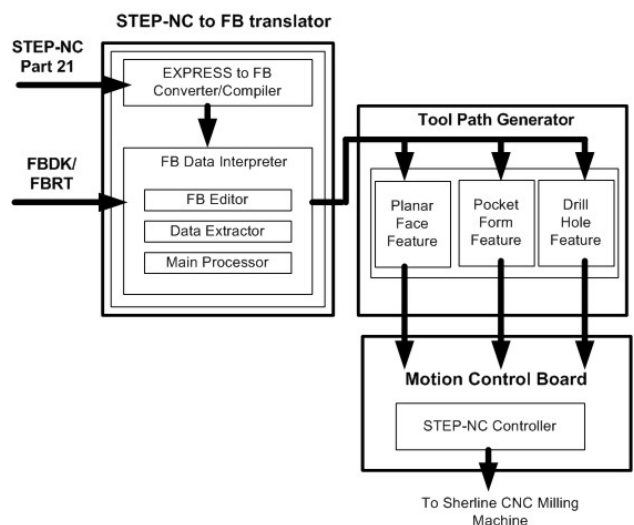 STEP-NC to FB translator
STEP-NC
Part 21
EXPRESS to FB
Converter/Compiler
FBDK/
FBRT
FB Data Interpreter
FB Editor
Data Extractor
Main Processor
Tool Path Generator
Planar
Face
Feature
Pocket
Form
Feature
Drill
Hole
Feature
Motion Control Board
STEP-NC Controller
To Sherline CNC Milling
Machine